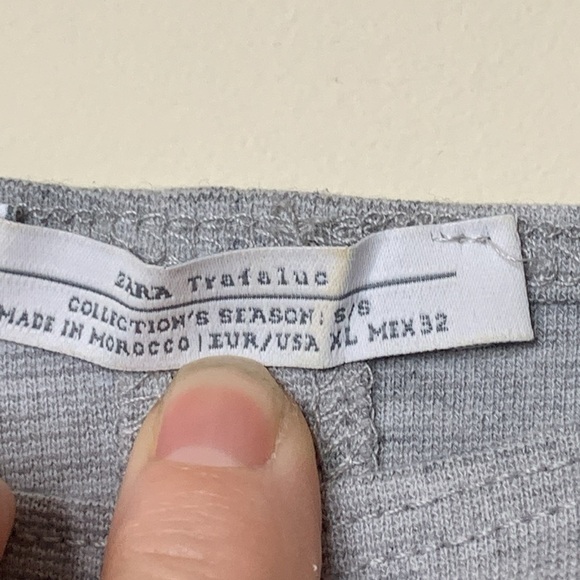 ZARA Trafaluc
COLLECTION'S SEASON: S/S
MADE IN MOROCCO | EUR/USA XL MEX 32